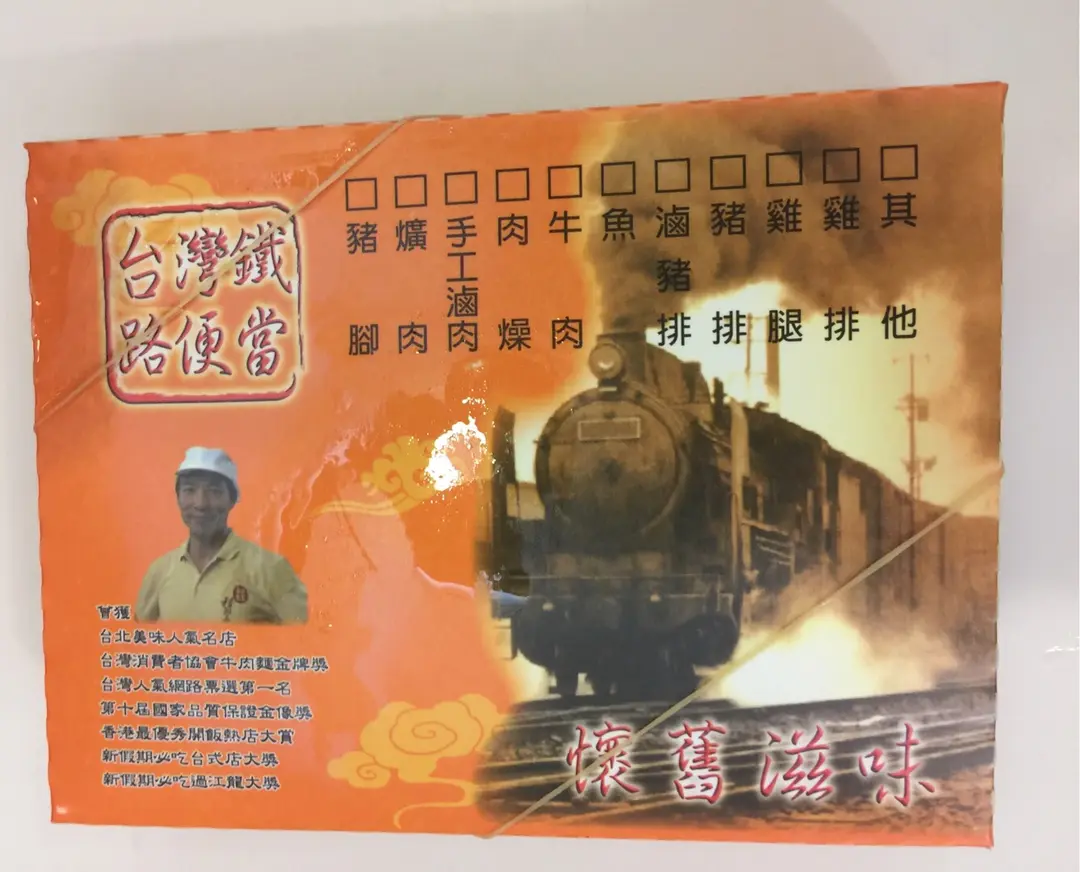 台灣鐵
路便當
□豬腳
□爌肉
□手工滷肉
□肉燥
□牛肉
□魚
□滷豬排
□豬排
□雞腿
□雞排
□其他
曾獲
台北美味人氣名店
台灣消費者協會牛肉麵金牌獎
台灣人氣網路票選第一名
第十屆國家品質保證金像獎
香港最優秀開飯熱店大賞
新假期必吃台式店大獎
新假期必吃過江龍大獎
懷舊滋味